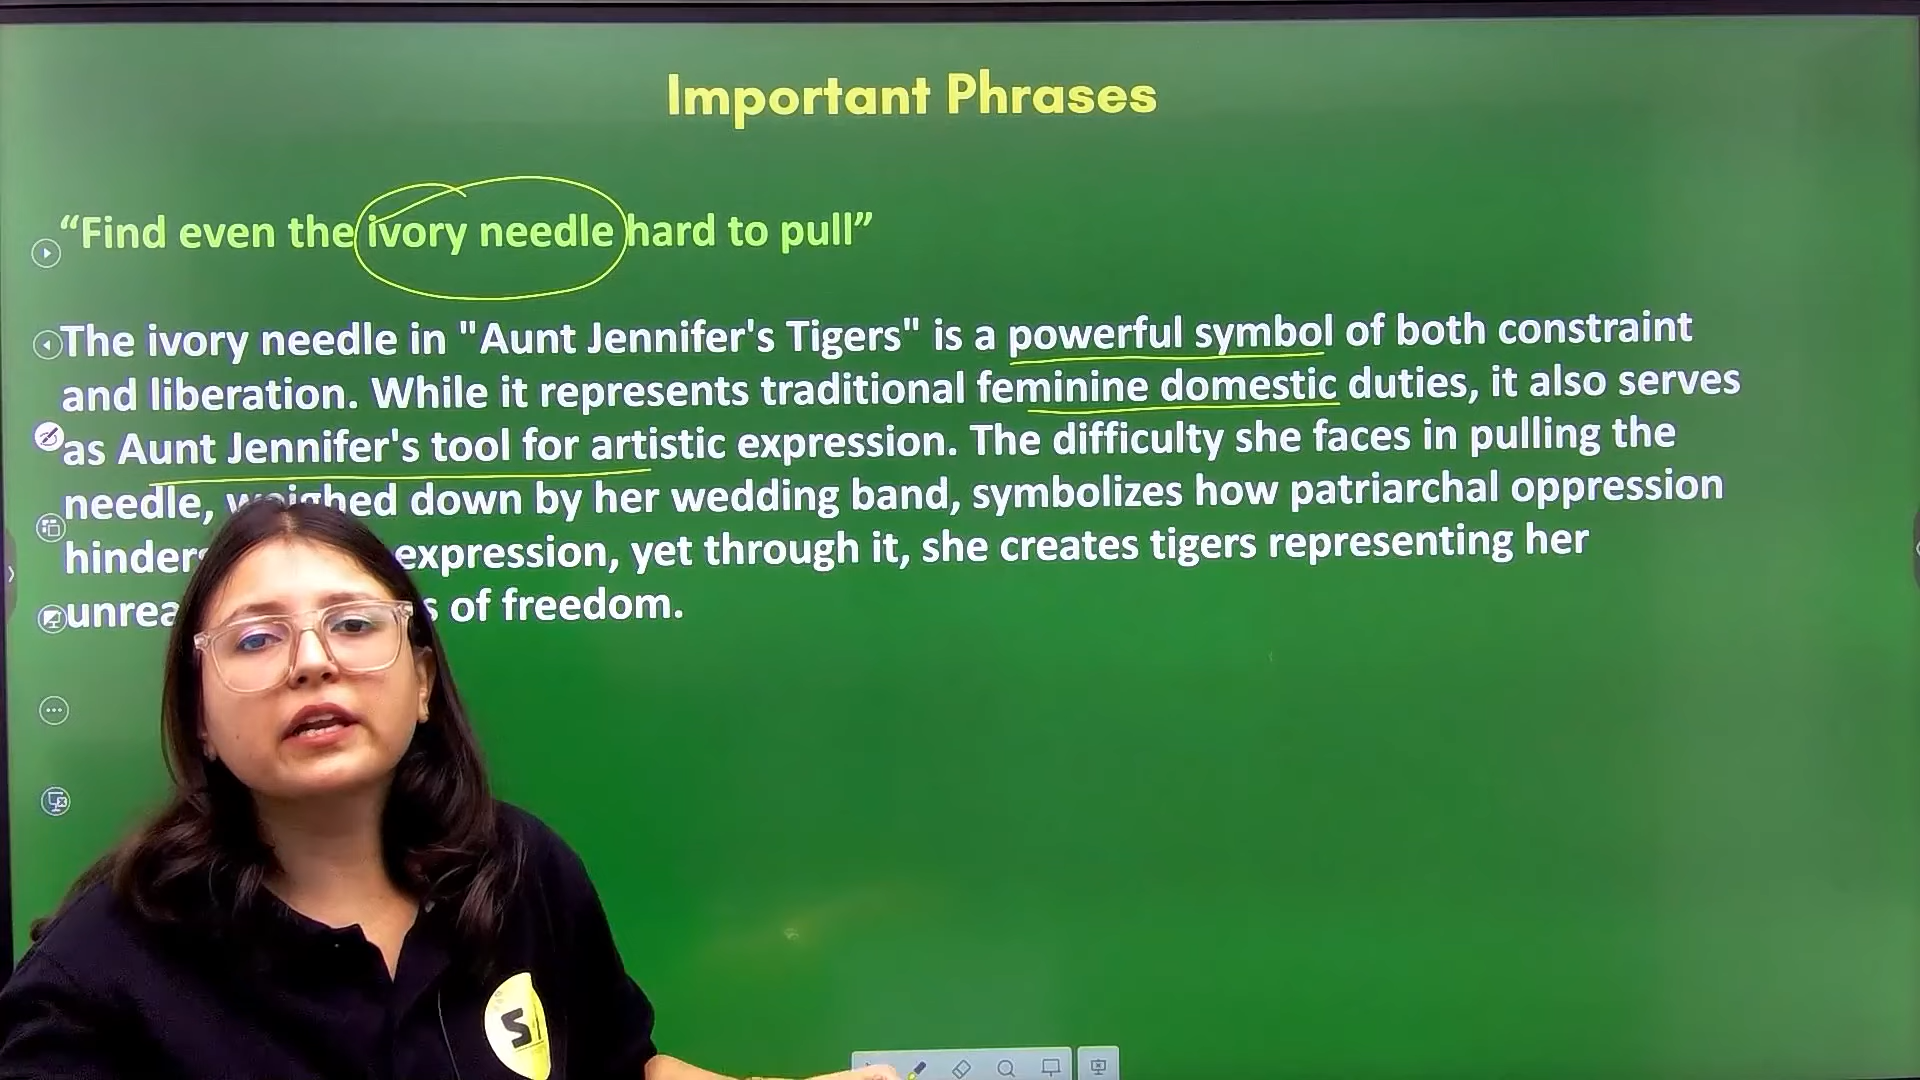 Important Phrases
“Find even the ivory needle hard to pull”
The ivory needle in "Aunt Jennifer's Tigers" is a powerful symbol of both constraint
and liberation. While it represents traditional feminine domestic duties, it also serves
as Aunt Jennifer's tool for artistic expression. The difficulty she faces in pulling the
needle, weighed down by her wedding band, symbolizes how patriarchal oppression
expression, yet through it, she creates tigers representing her
of freedom.